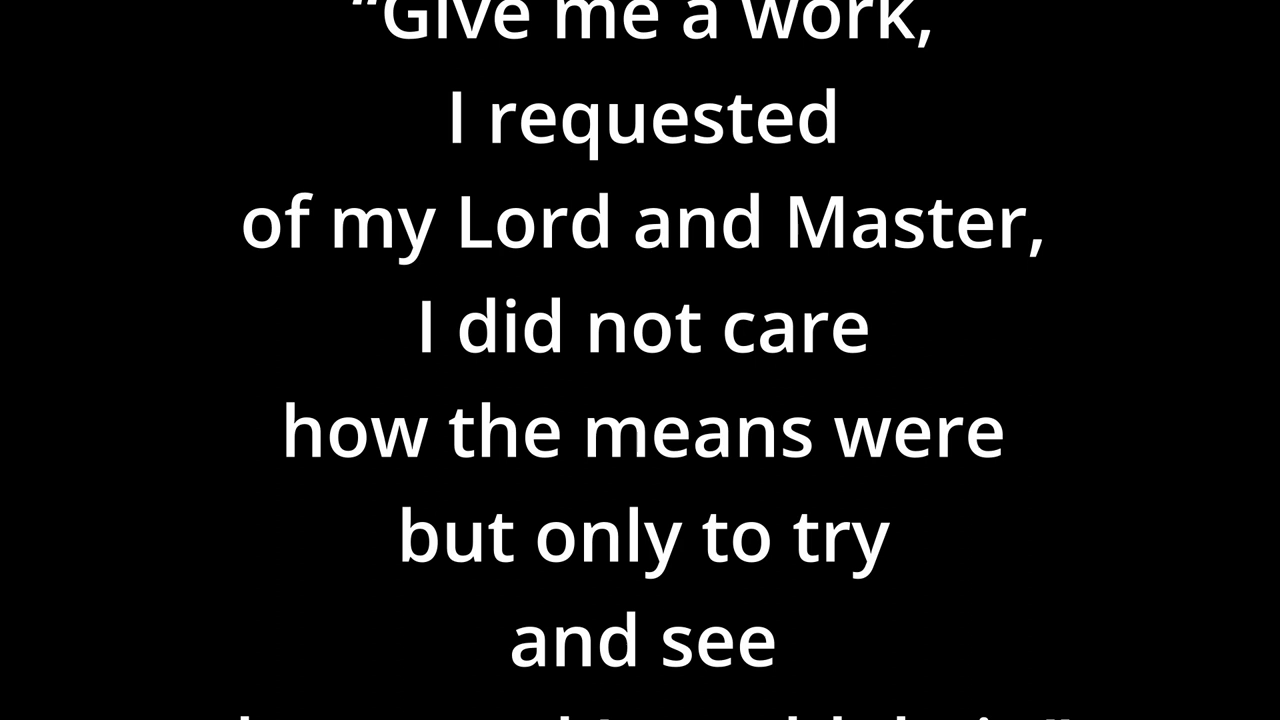 “Give me a work,
I requested
of my Lord and Master,
I did not care
how the means were
but only to try
and see